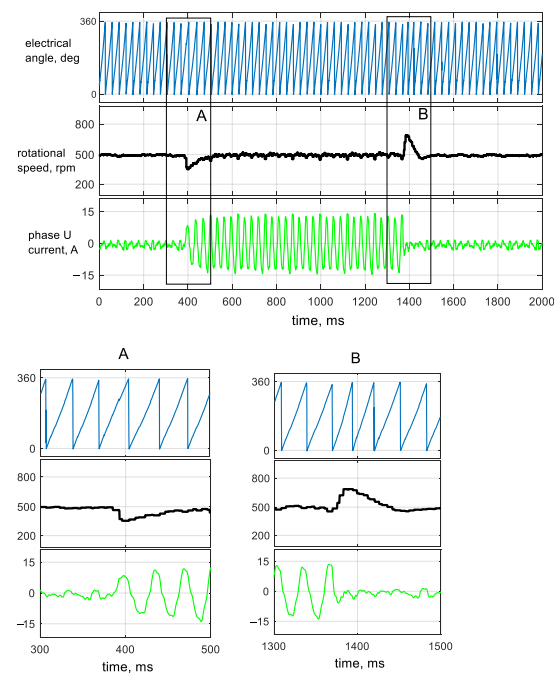 electrical
angle, deg
360
0
A
B
rotational
speed, rpm
800
500
200
phase U
current, A
15
0
−15
0 200 400 600 800 1000 1200 1400 1600 1800 2000
time, ms
A
360
0
800
500
200
15
0
−15
300 400 500
time, ms
B
360
0
800
500
200
15
0
−15
1300 1400 1500
time, ms